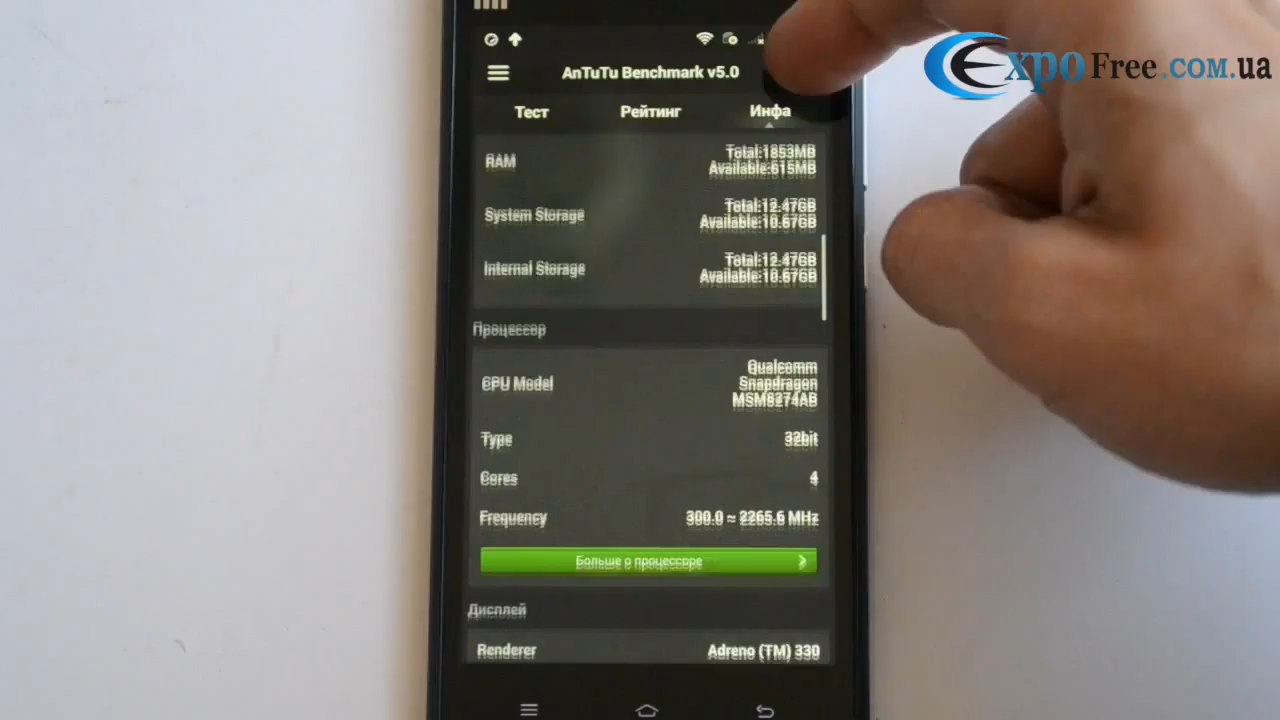 Expo Free.com.ua
AnTuTu Benchmark v5.0
Тест Рейтинг Инфа
RAM Total:1853MB
Available:615MB
System Storage Total:12.47GB
Available:10.67GB
Internal Storage Total:12.47GB
Available:10.67GB
Процессор
CPU Model Qualcomm
Snapdragon
MSM8274AB
Type 32bit
Cores 4
Frequency 300.0 ~ 2265.6 MHz
Больше о процессоре
Дисплей
Renderer Adreno (TM) 330